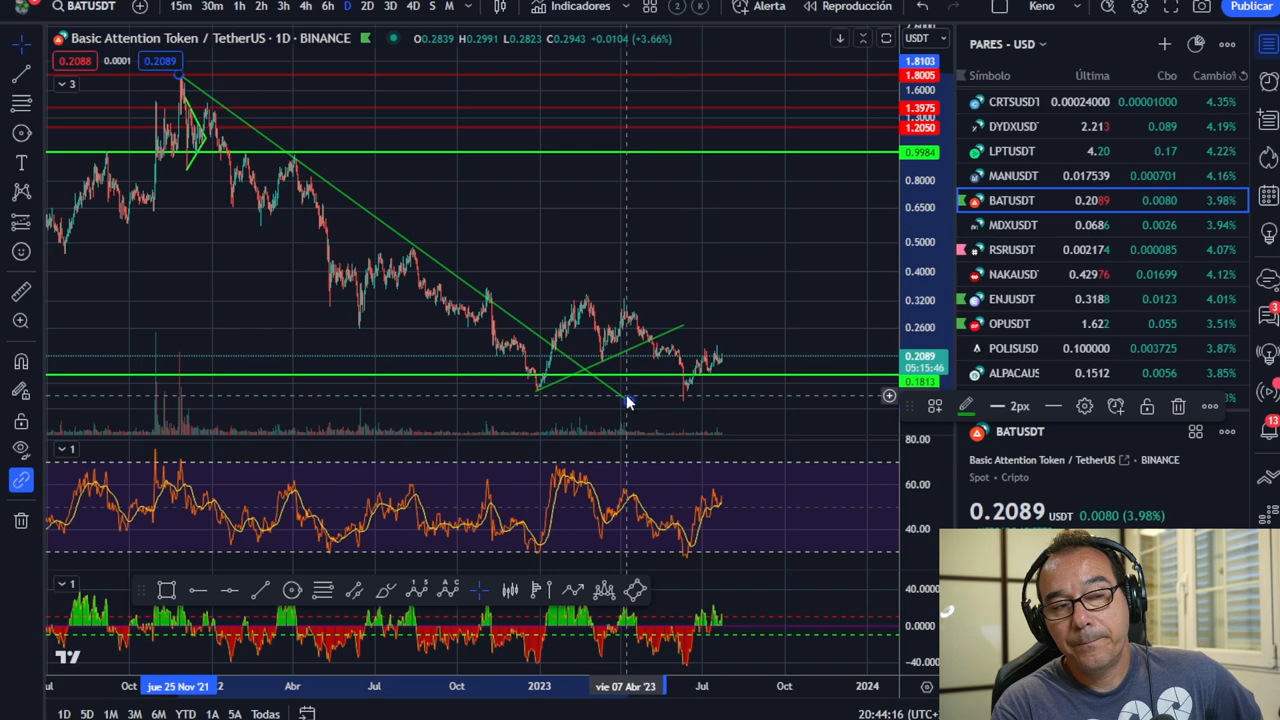 BATUSDT 15m 30m 1h 2h 3h 4h 6h D 2D 3D 4D S M Indicadores Alerta Reproducción Keno Publicar
Basic Attention Token / TetherUS · 1D · BINANCE O0.2839 H0.2991 L0.2823 C0.2943 +0.0104 (+3.66%)
USDT
0.2088 0.0001 0.2089
3
1.8103
1.8005
1.6000
1.3975
1.3000
1.2050
0.9984
0.8000
0.6500
0.5000
0.4000
0.3200
0.2600
0.2089
05:15:46
0.1813
1
80.00
60.00
40.00
1
40.0000
0.0000
-40.0000
Oct jue 25 Nov '21 2 Abr Jul Oct 2023 vie 07 Abr '23 Jul Oct 2024
1D 5D 1M 3M 6M YTD 1A 5A Todas 20:44:16
PARES - USD
Símbolo Última Cbo Cambio%
CRTSUSDT 0.00024000 0.00001000 4.35%
DYDXUSD 2.213 0.089 4.19%
LPTUSDT 4.20 0.17 4.22%
MANUSDT 0.017539 0.000701 4.16%
BATUSDT 0.2089 0.0080 3.98%
MDXUSDT 0.0686 0.0026 3.94%
RSRUSDT 0.002174 0.000085 4.07%
NAKAUSD 0.42976 0.01699 4.12%
ENJUSDT 0.3188 0.0123 4.01%
OPUSDT 1.622 0.055 3.51%
POLISUSD 0.100000 0.003725 3.87%
ALPACAUS 0.1512 0.0056 3.85%
2px
BATUSDT
Basic Attention Token / TetherUS BINANCE
Spot • Cripto
0.2089 USDT 0.0080 (3.98%)
3
13